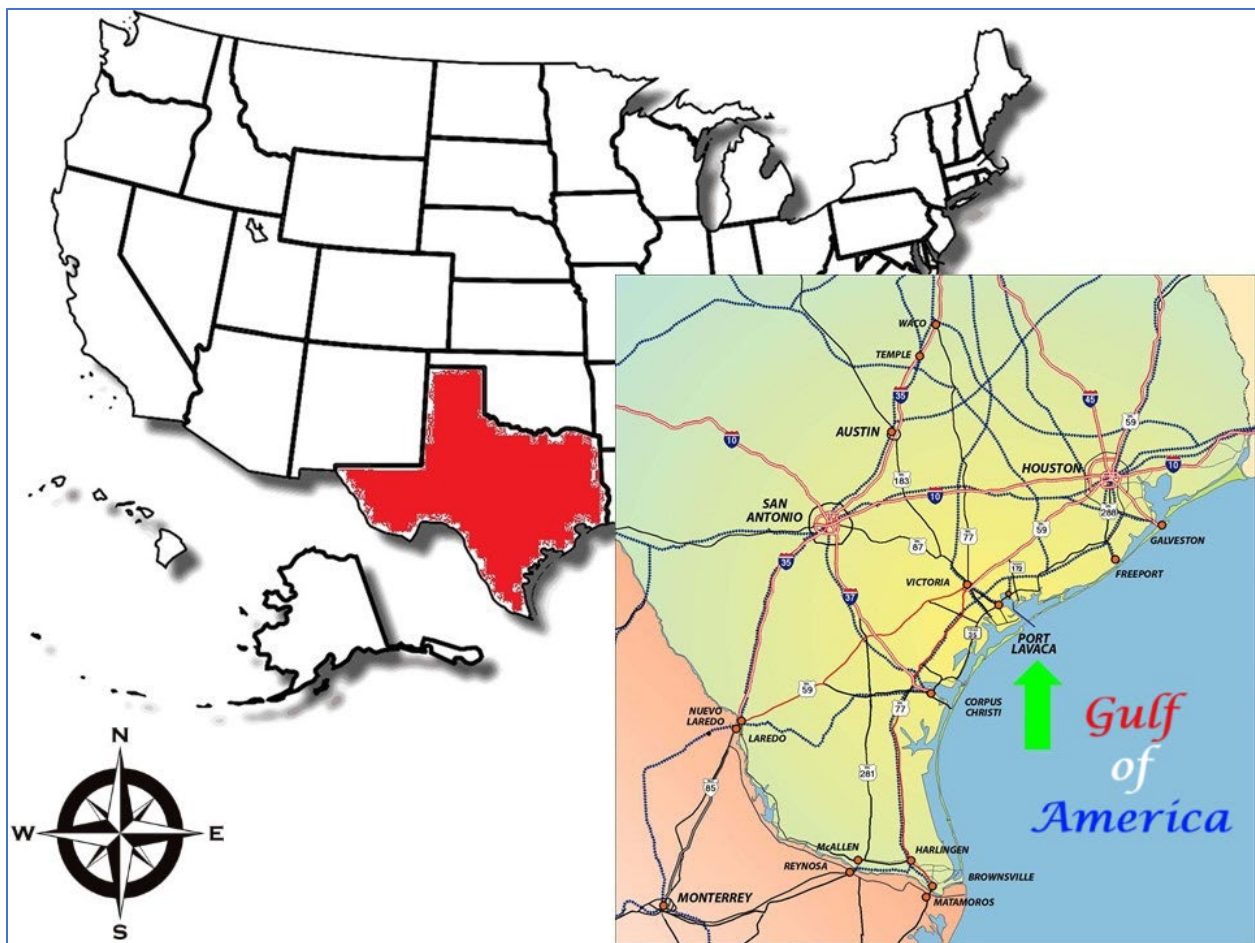 WACO
TEMPLE
35
45
59
10
AUSTIN
HOUSTON
10
183
SAN
ANTONIO
10
288
59
77
87
GALVESTON
35
172
FREEPORT
VICTORIA
37
35
PORT
LAVACA
59
CORPUS
CHRISTI
77
NUEVO
LAREDO
LAREDO
Gulf
of
America
281
85
N
W
E
S
McALLEN
HARLINGEN
REYNOSA
BROWNSVILLE
MATAMOROS
MONTERREY